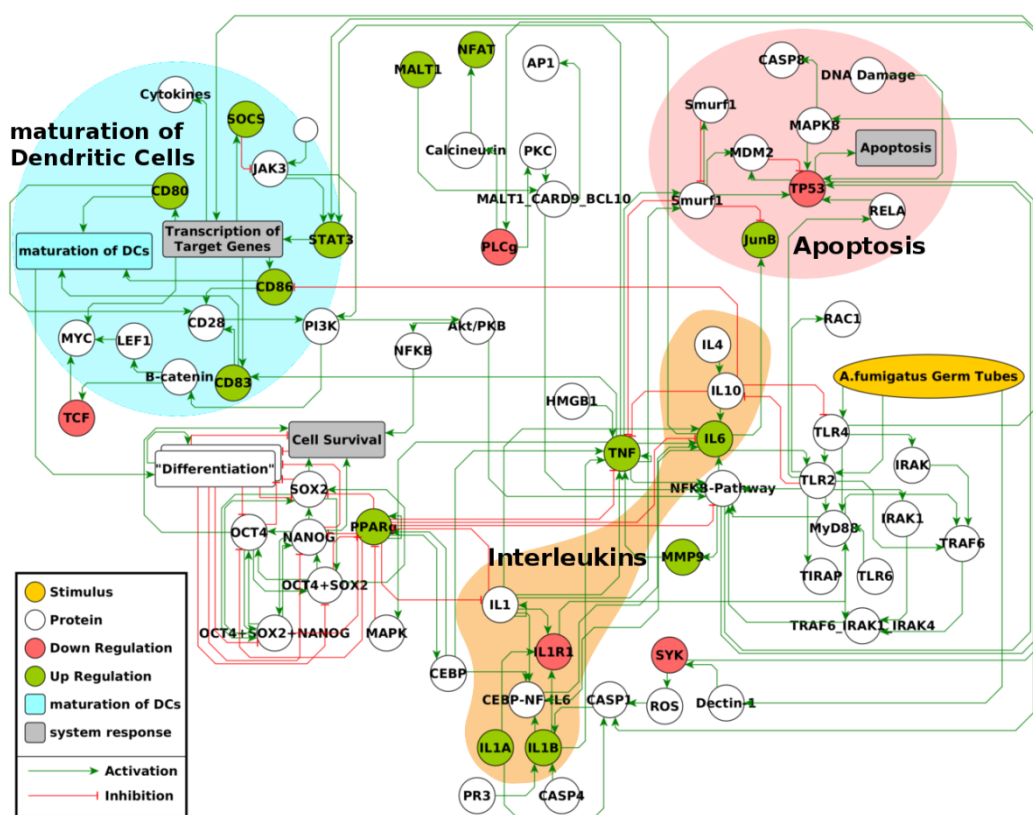 NFAT
MALT1
AP1
CASP8
DNA Damage
Cytokines
Smurf1
SOCS
MAPK8
maturation of
Dendritic Cells
Calcineurin
PKC
MDM2
Apoptosis
JAK3
CD80
TP53
MALT1_CARD9_BCL10
Smurf1
RELA
Transcription of
Target Genes
STAT3
maturation of DCs
PLCg
JunB
Apoptosis
CD86
CD28
PI3K
Akt/PKB
RAC1
MYC
LEF1
NFKB
IL4
B-catenin
CD83
A.fumigatus Germ Tubes
IL10
HMGB1
TCF
TLR4
Cell Survival
IL6
TNF
IRAK
"Differentiation"
TLR2
SOX2
NFKB-Pathway
IRAK1
MyD88
PPARg
OCT4
NANOG
TRAF6
Interleukins
MMP9
TIRAP
TLR6
OCT4+SOX2
IL1
TRAF6_IRAK1_IRAK4
OCT4+SOX2+NANOG
MAPK
IL1R1
SYK
CEBP
CEBP-NF-IL6
CASP1
ROS
Dectin-1
IL1A
IL1B
PR3
CASP4
Stimulus
Protein
Down Regulation
Up Regulation
maturation of DCs
system response
Activation
Inhibition